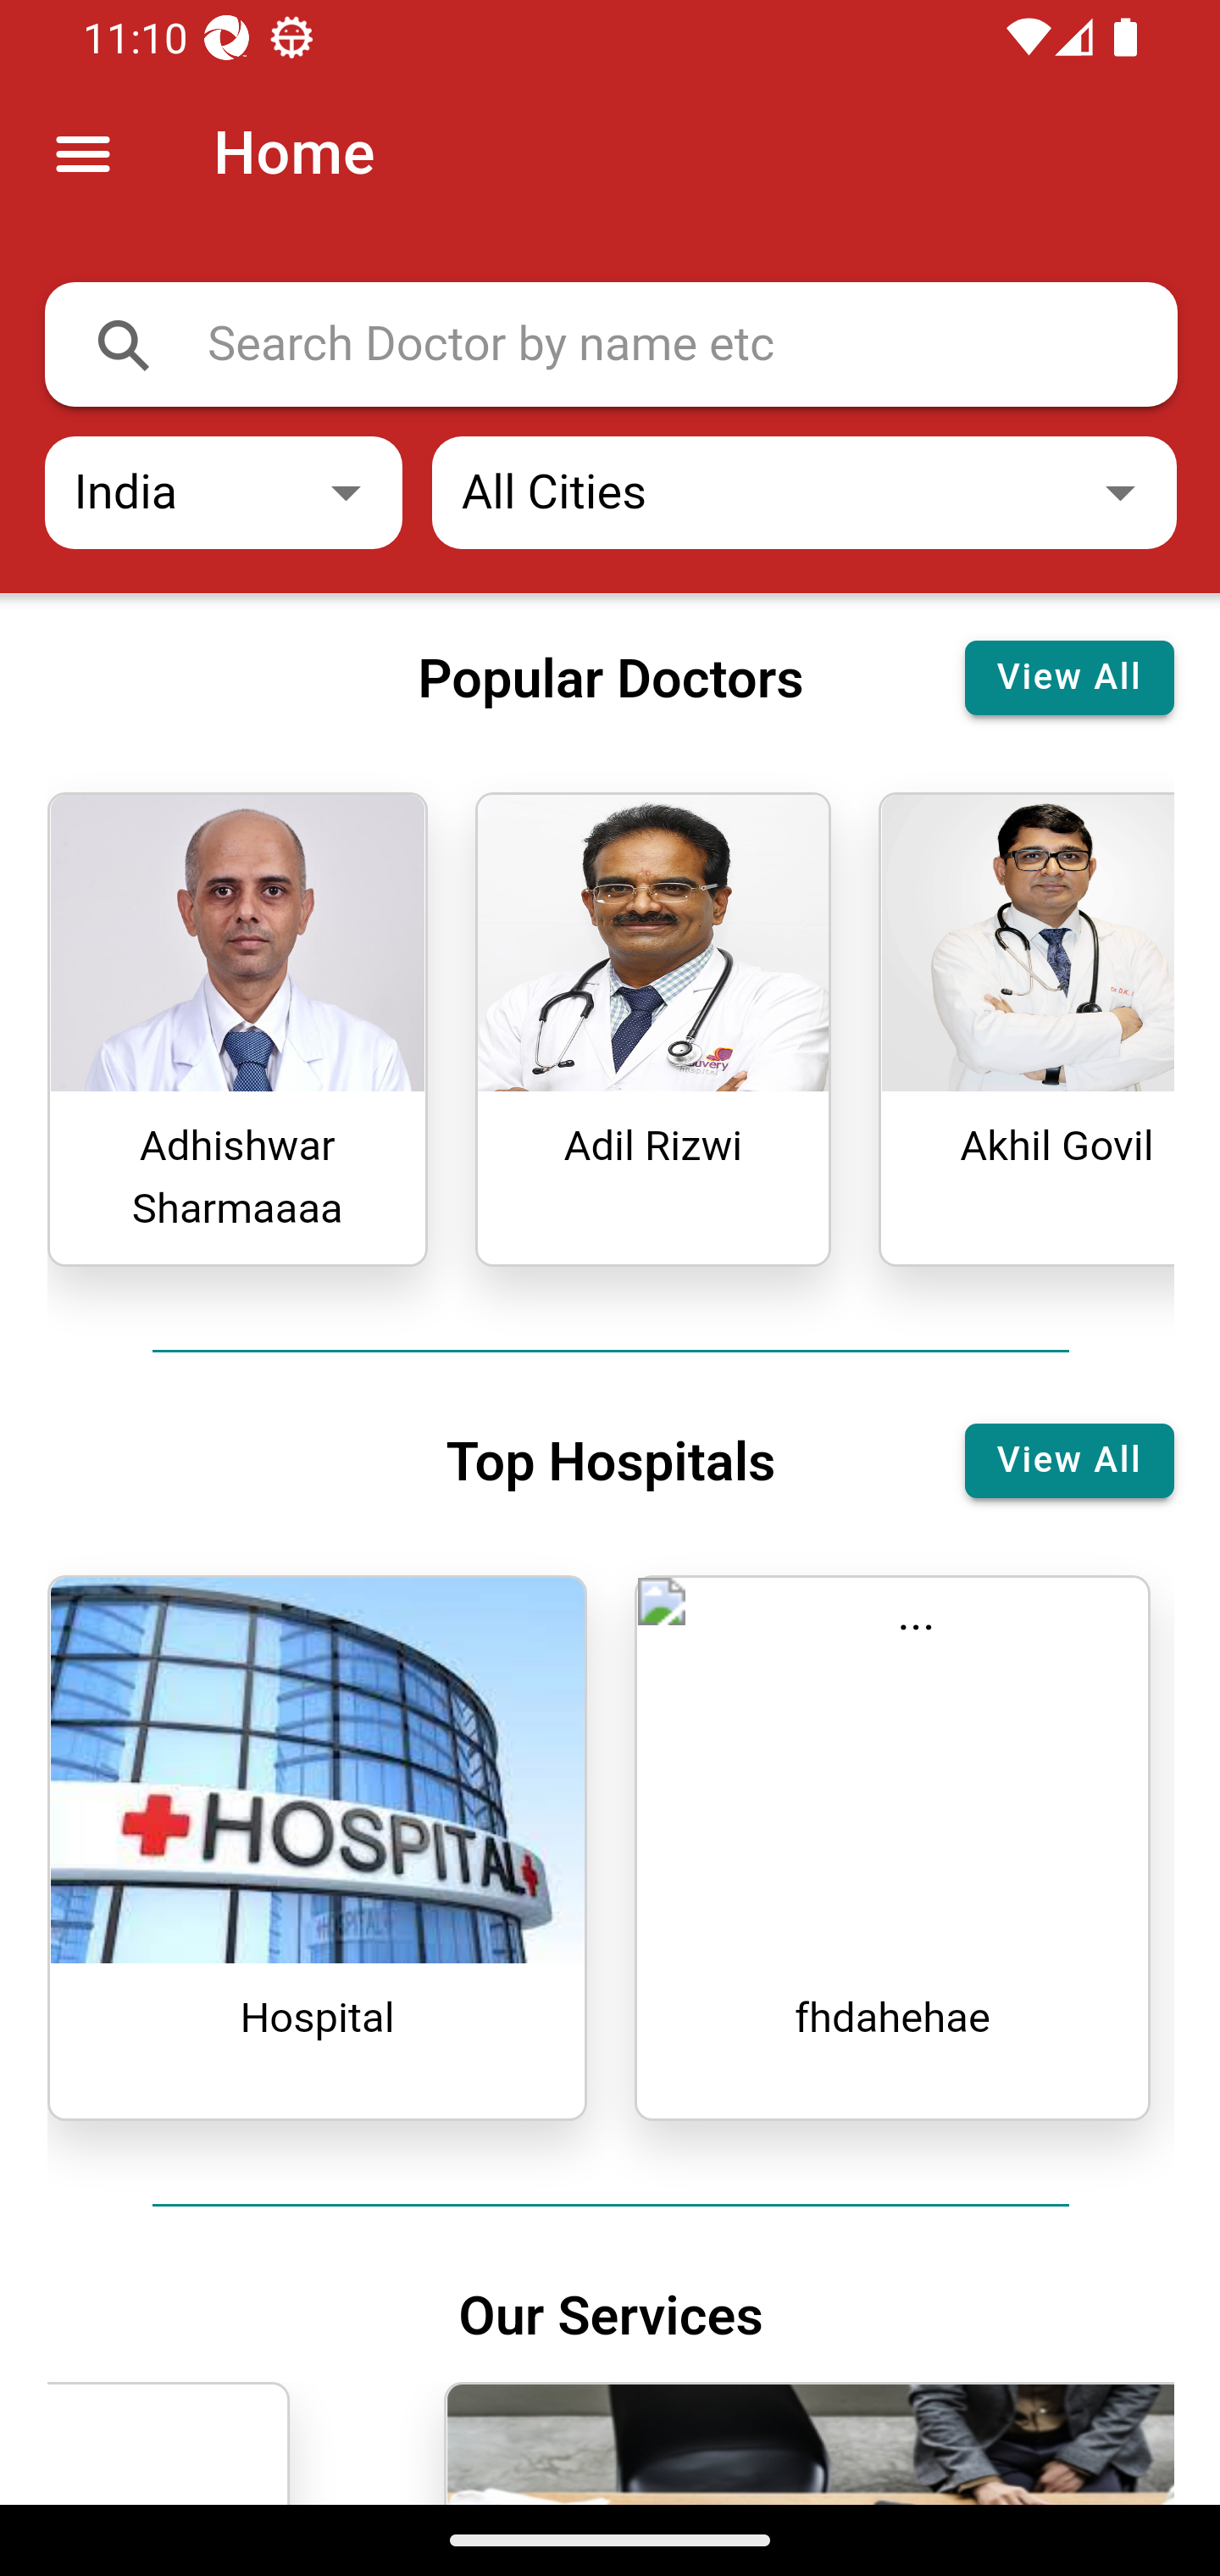 11:10
Home
Search Doctor by name etc
India
All Cities
Popular Doctors
View All
Adhishwar
Sharmaaaa
Adil Rizwi
Akhil Govil
Top Hospitals
View All
HOSPITAL
...
Hospital
fhdahehae
Our Services